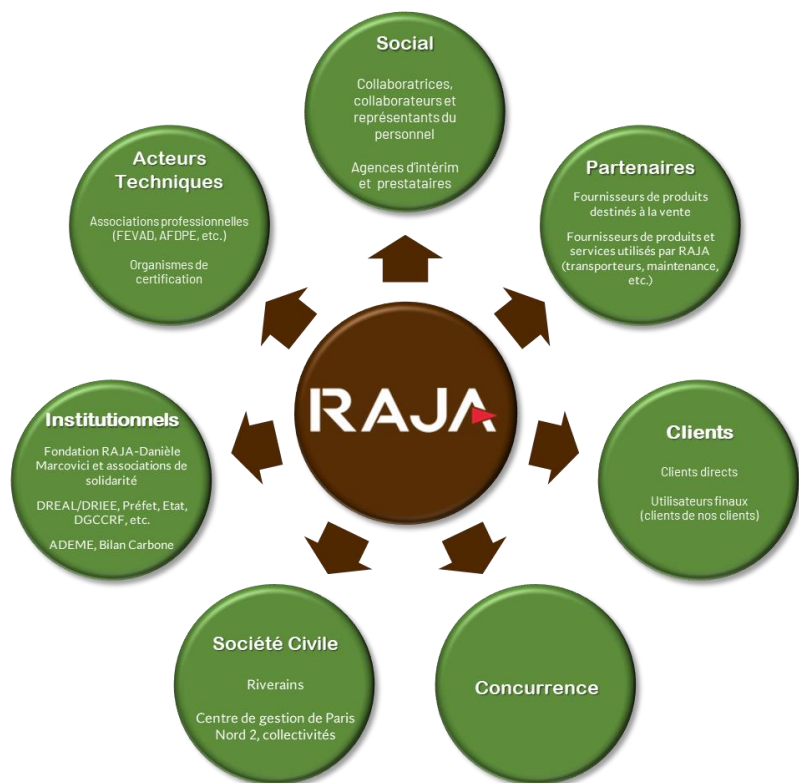 Social
Collaboratrices,
collaborateurs et
représentants du
personnel
Agences d'intérim
et prestataires
Partenaires
Fournisseurs de produits
destinés à la vente
Fournisseurs de produits et
services utilisés par RAJA
(transporteurs, maintenance,
etc.)
Clients
Clients directs
Utilisateurs finaux
(clients de nos clients)
Concurrence
Société Civile
Riverains
Centre de gestion de Paris
Nord 2, collectivités
Institutionnels
Fondation RAJA-Danièle
Marcovici et associations de
solidarité
DREAL/DRIEE, Préfet, Etat,
DGCCRF, etc.
ADEME, Bilan Carbone
Acteurs
Techniques
Associations professionnelles
(FEVAD, AFDPE, etc.)
Organismes de
certification
RAJA